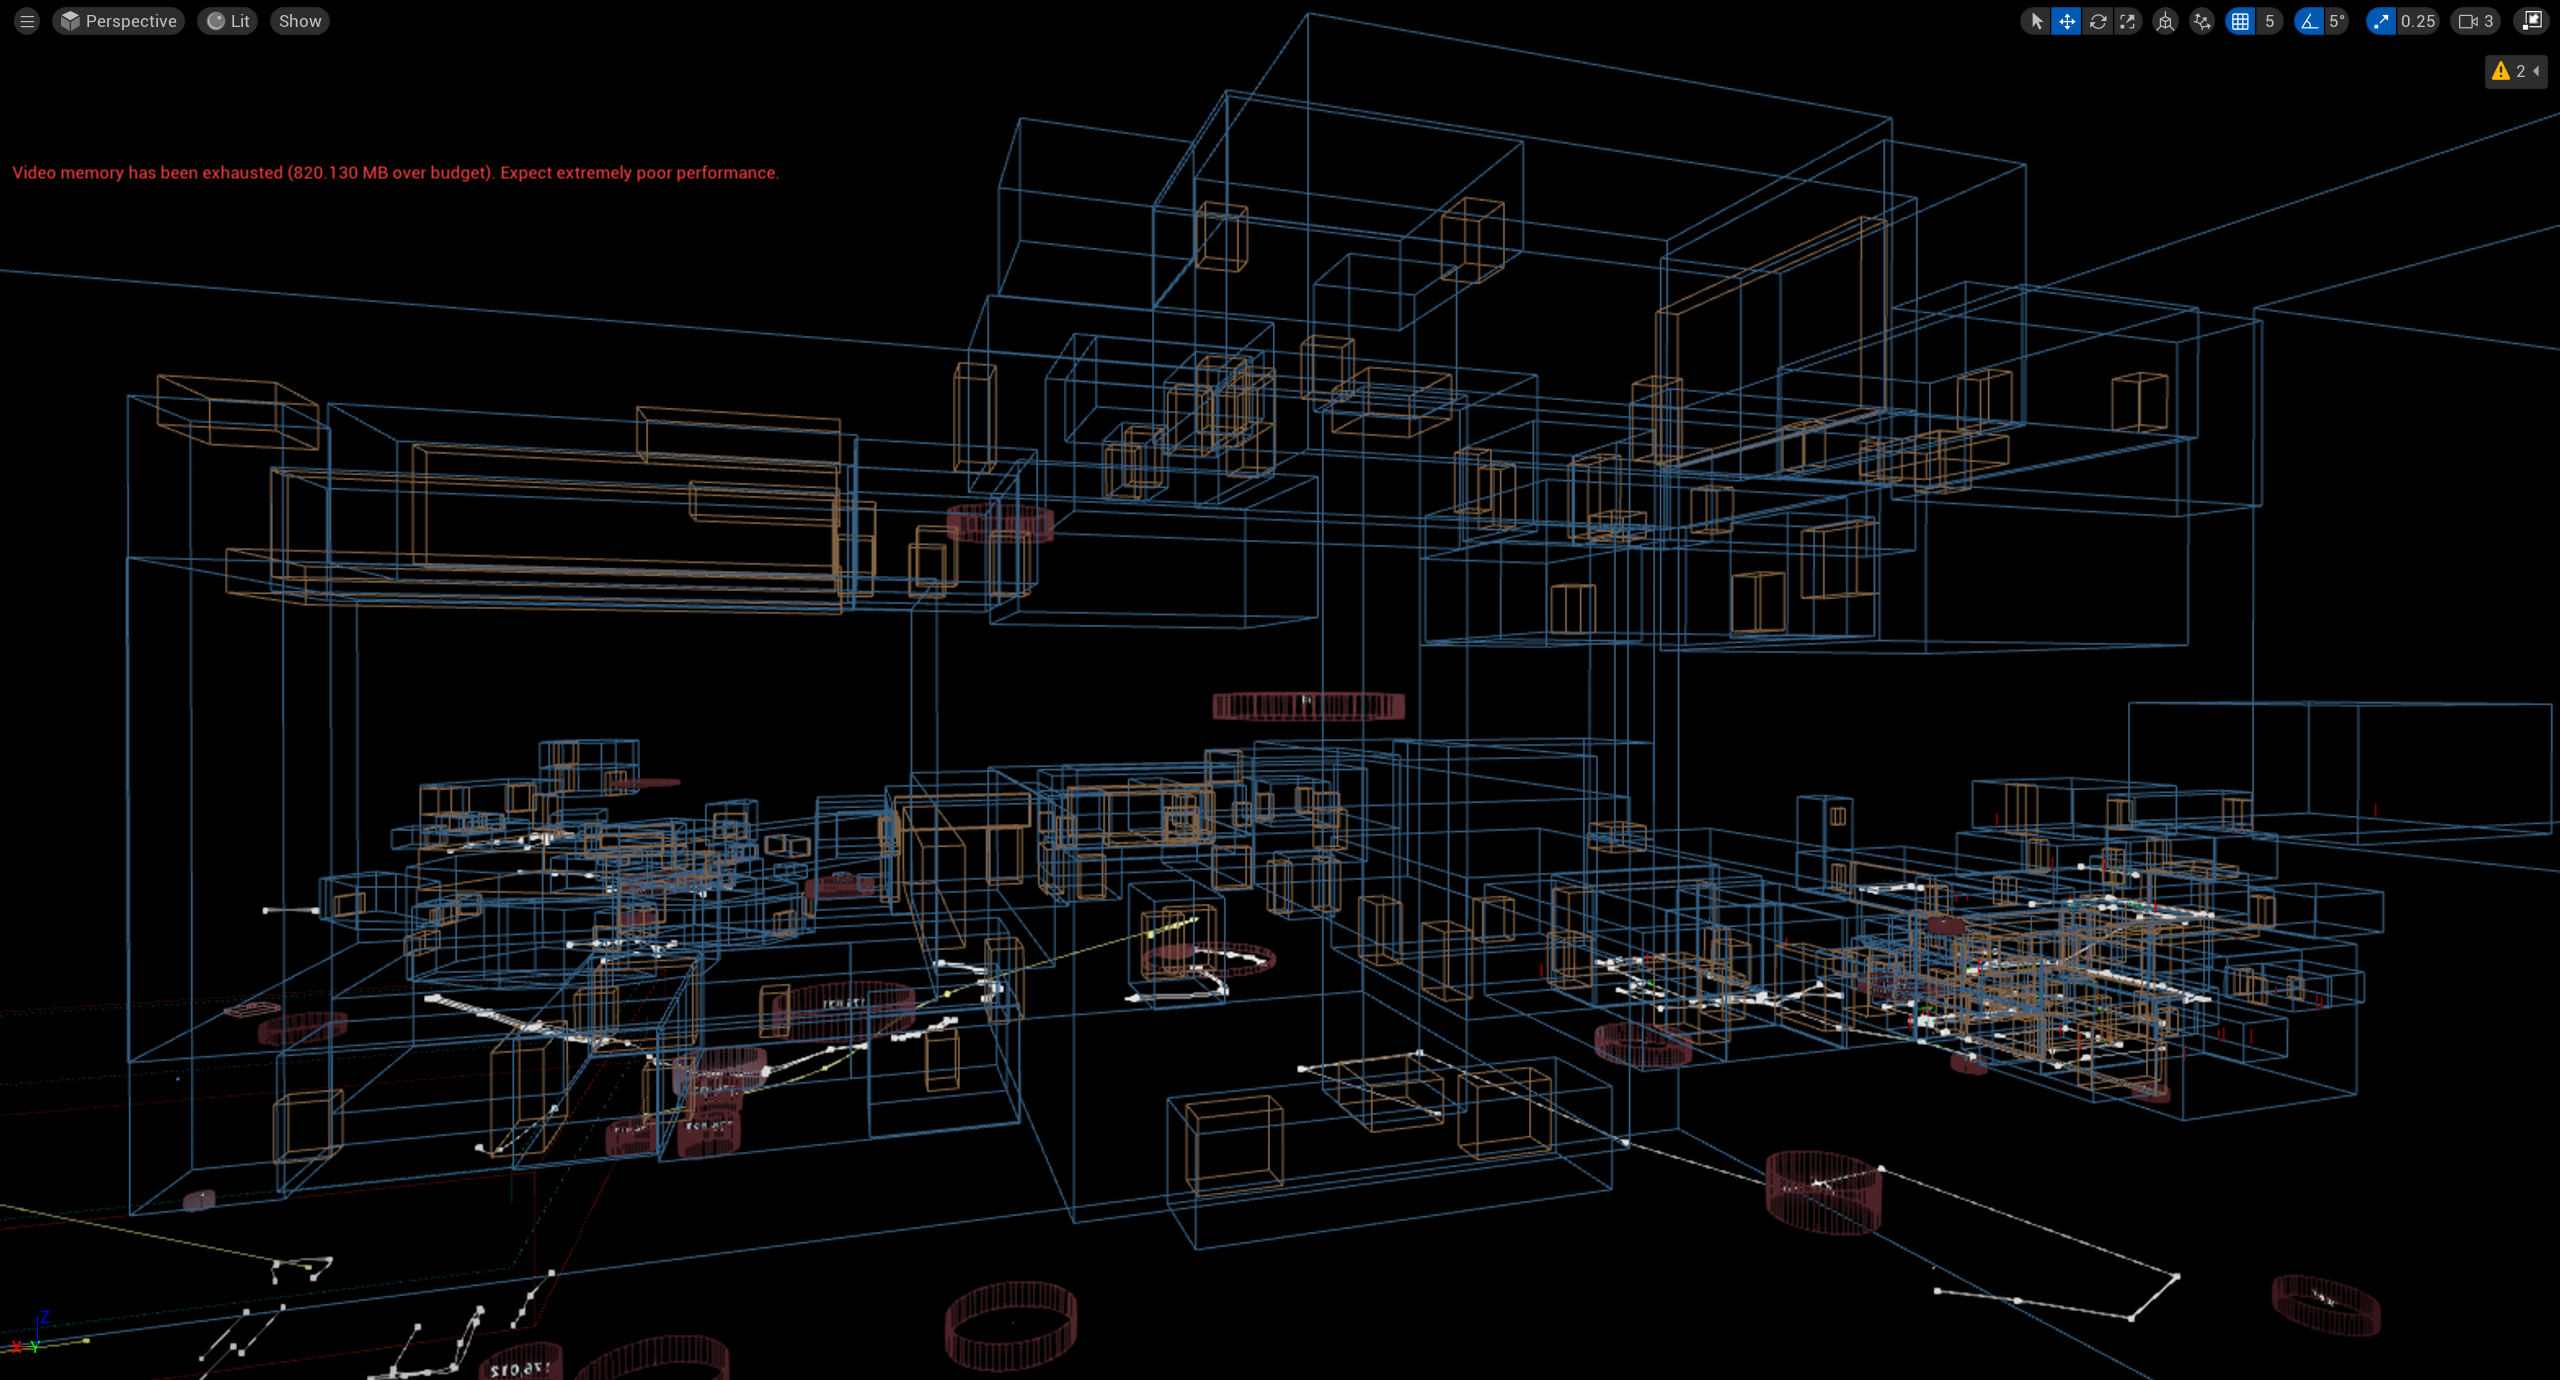 Perspective Lit Show 5 5° 0.25 3
2
Video memory has been exhausted (820.130 MB over budget). Expect extremely poor performance.
Z
X Y